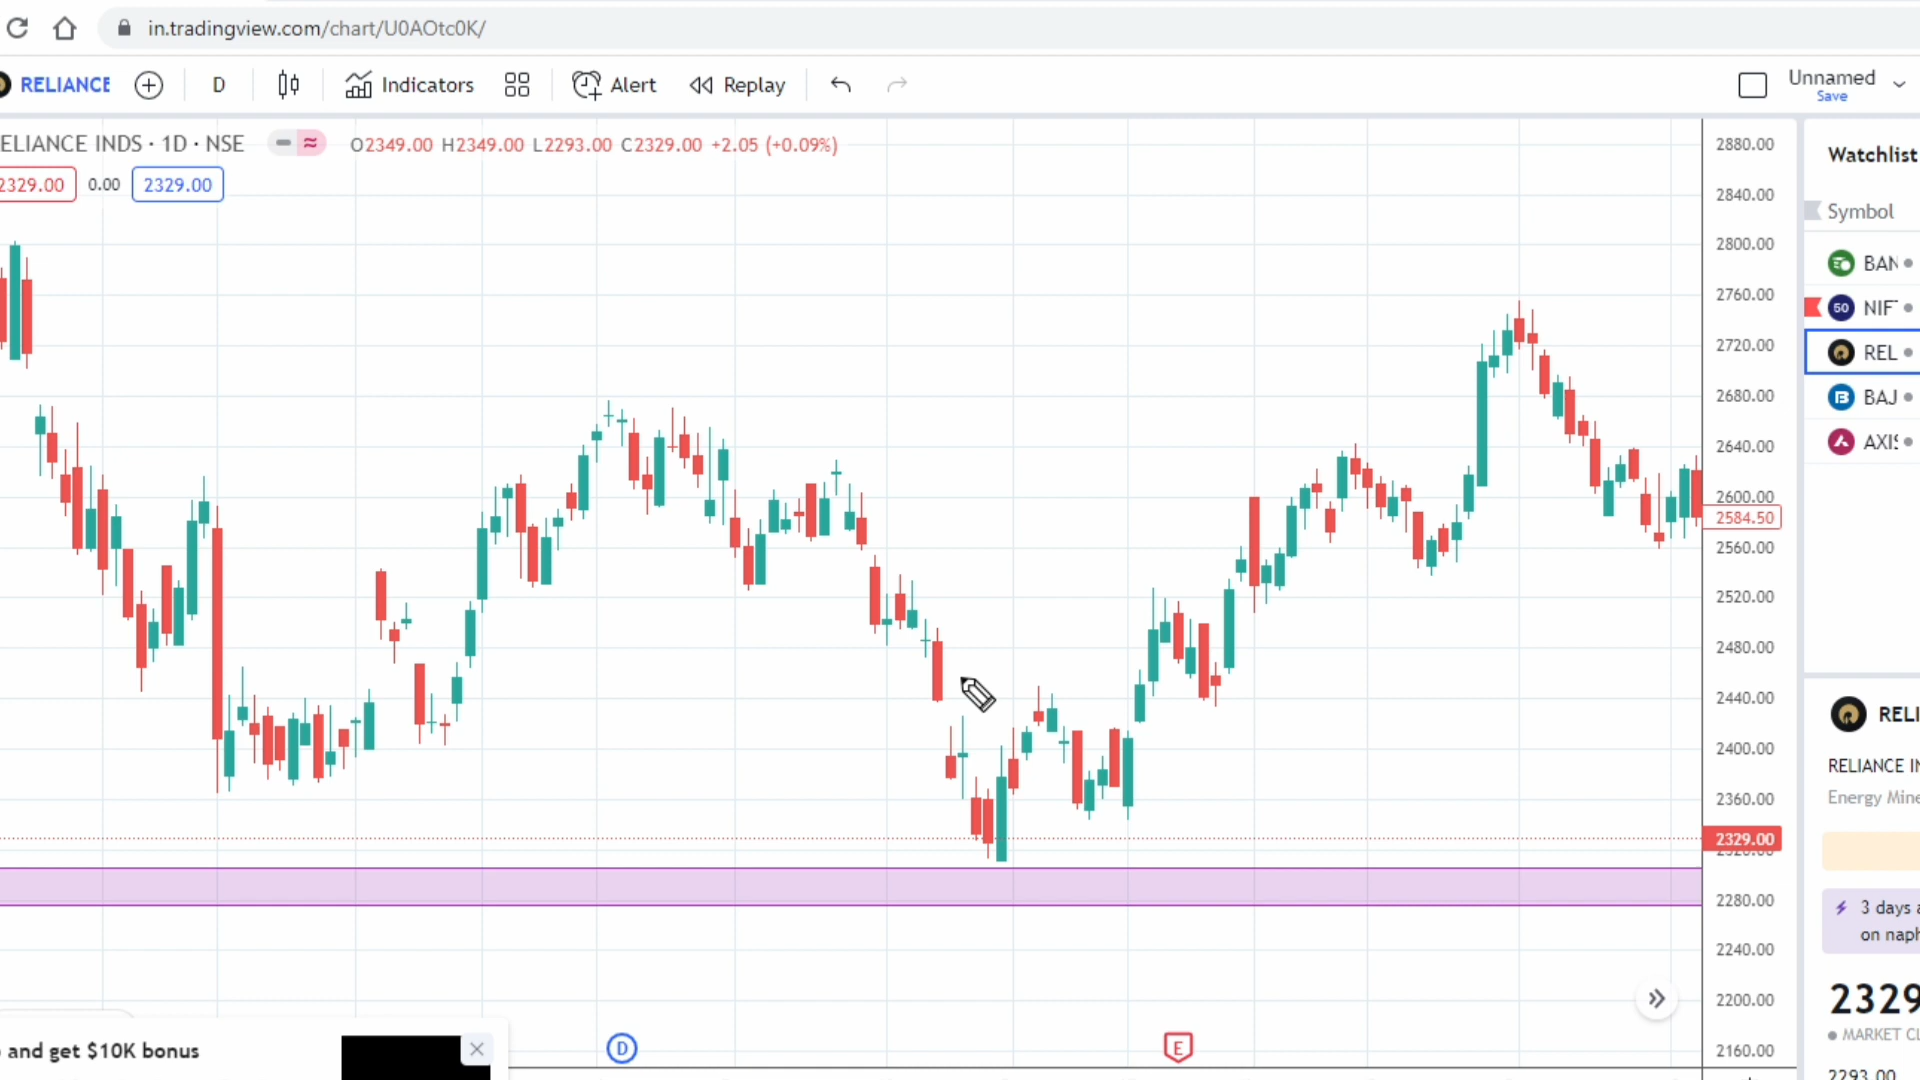 in.tradingview.com/chart/U0AOtc0K/
RELIANCE
D
Indicators
Alert
Replay
Unnamed
Save
ELIANCE INDS · 1D · NSE
O2349.00 H2349.00 L2293.00 C2329.00 +2.05 (+0.09%)
2329.00 0.00 2329.00
2880.00
2840.00
2800.00
2760.00
2720.00
2680.00
2640.00
2600.00
2584.50
2560.00
2520.00
2480.00
2440.00
2400.00
2360.00
2329.00
2280.00
2240.00
2200.00
2160.00
Watchlist
Symbol
BAN
50 NIF
REL
BAJ
AXIS
RELI
RELIANCE IN
Energy Mine
3 days a
on naph
2329
MARKET CL
2293.00
and get $10K bonus
D
E